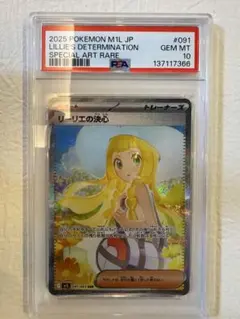 2025 POKEMON M1L JP #091
LILLIE'S DETERMINATION GEM MT
SPECIAL ART RARE 10
PSA 137117366
トレーナーズ
リーリエの決心